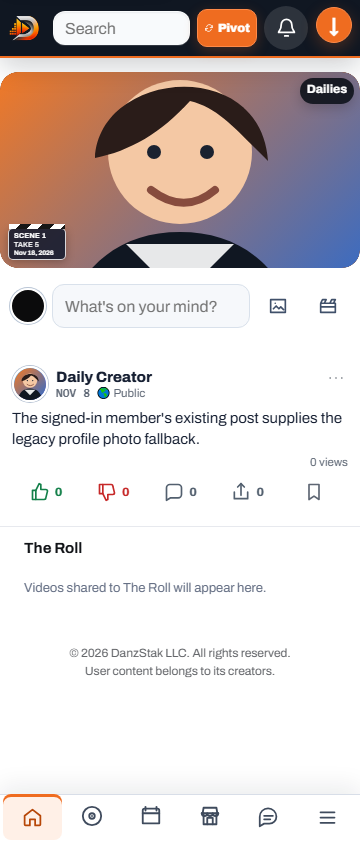 Search
Pivot
Dailies
SCENE 1
TAKE 5
Nov 18, 2026
What's on your mind?
Daily Creator
NOV 8 Public
The signed-in member's existing post supplies the
legacy profile photo fallback.
0 views
0 0 0 0
The Roll
Videos shared to The Roll will appear here.
© 2026 DanzStak LLC. All rights reserved.
User content belongs to its creators.